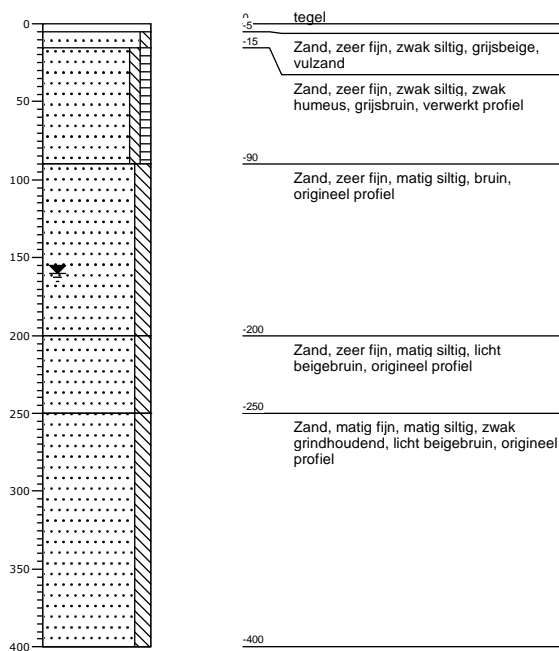 0
50
100
150
200
250
300
350
400
0
tegel
-5
-15
Zand, zeer fijn, zwak siltig, grijsbeige,
vulzand
Zand, zeer fijn, zwak siltig, zwak
humeus, grijsbruin, verwerkt profiel
-90
Zand, zeer fijn, matig siltig, bruin,
origineel profiel
-200
Zand, zeer fijn, matig siltig, licht
beigebruin, origineel profiel
-250
Zand, matig fijn, matig siltig, zwak
grindhoudend, licht beigebruin, origineel
profiel
-400